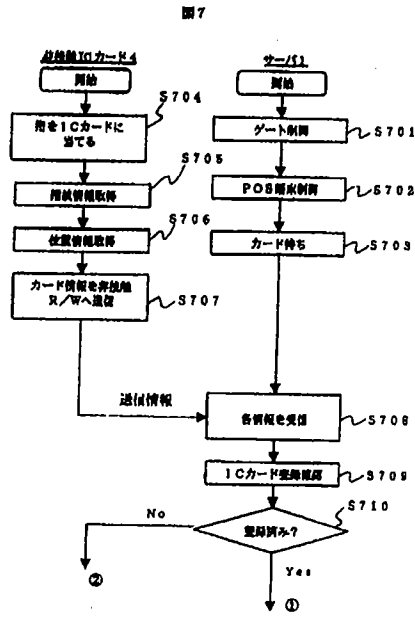 図7
非接触ICカード4
サーバ1
開始
開始
S704
指をICカードに
当てる
ゲート制御
S701
S705
指紋情報取得
POS端末制御
S702
S706
位置情報取得
カード待ち
S703
カード情報を非接触
R/Wへ送信
S707
送信情報
各情報を受信
S708
ICカード登録確認
S709
S710
登録済み?
No
Yes
②
①